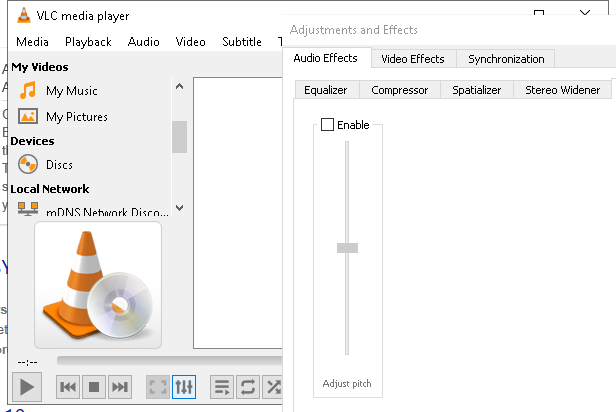 VLC media player
Media Playback Audio Video Subtitle T
My Videos
My Music
My Pictures
Devices
Discs
Local Network
mDNS Network Disco...
--:--
Adjustments and Effects
Audio Effects Video Effects Synchronization
Equalizer Compressor Spatializer Stereo Widener
Enable
Adjust pitch